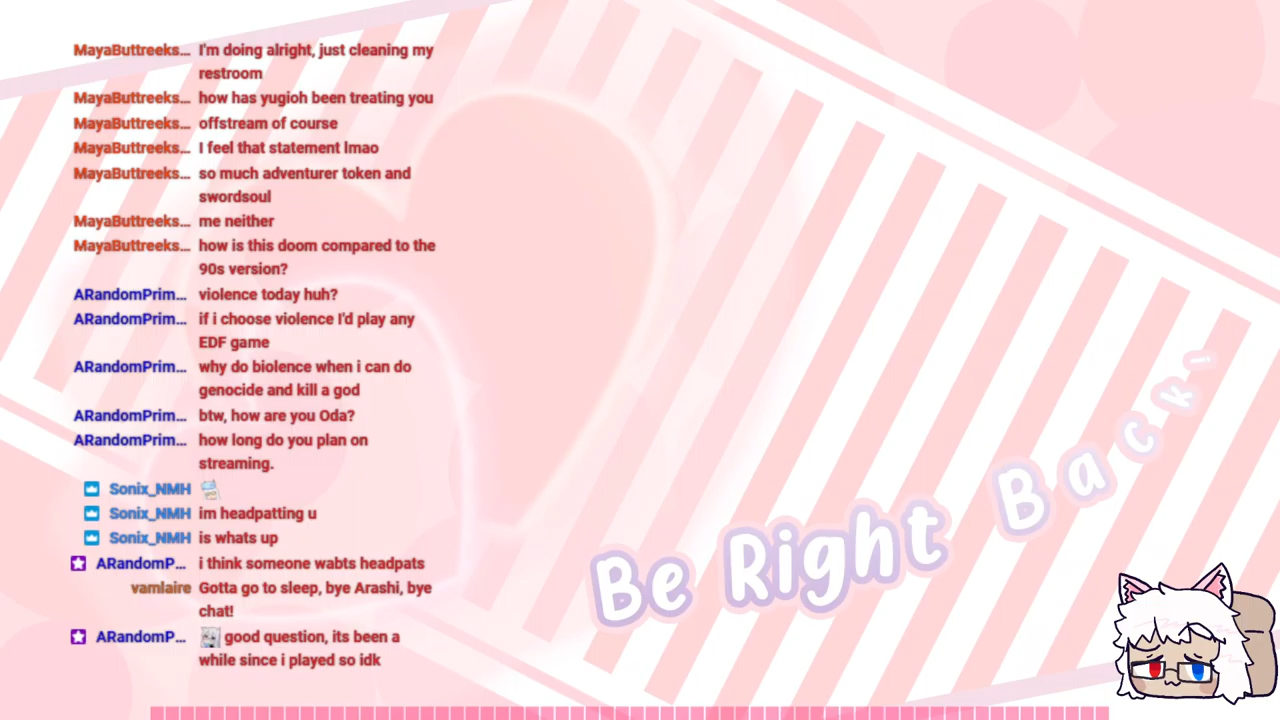 MayaButtreeks... I'm doing alright, just cleaning my
restroom
MayaButtreeks... how has yugioh been treating you
MayaButtreeks... offstream of course
MayaButtreeks... I feel that statement lmao
MayaButtreeks... so much adventurer token and
swordsoul
MayaButtreeks... me neither
MayaButtreeks... how is this doom compared to the
90s version?
ARandomPrim... violence today huh?
ARandomPrim... if i choose violence I'd play any
EDF game
ARandomPrim... why do biolence when i can do
genocide and kill a god
ARandomPrim... btw, how are you Oda?
ARandomPrim... how long do you plan on
streaming.
Sonix_NMH
Sonix_NMH im headpatting u
Sonix_NMH is whats up
ARandomP... i think someone wabts headpats
vamlaire Gotta go to sleep, bye Arashi, bye
chat!
ARandomP... good question, its been a
while since i played so idk
Be Right Back!